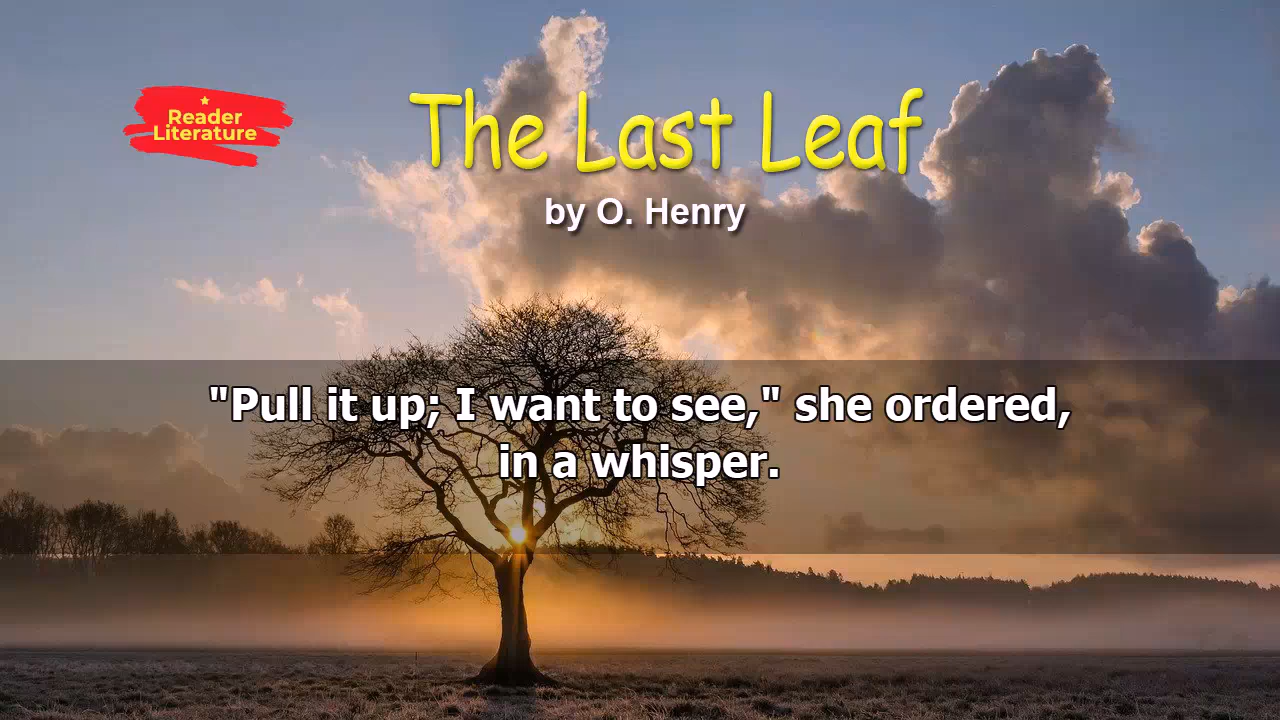 Reader
Literature
The Last Leaf
by O. Henry
"Pull it up; I want to see," she ordered,
in a whisper.